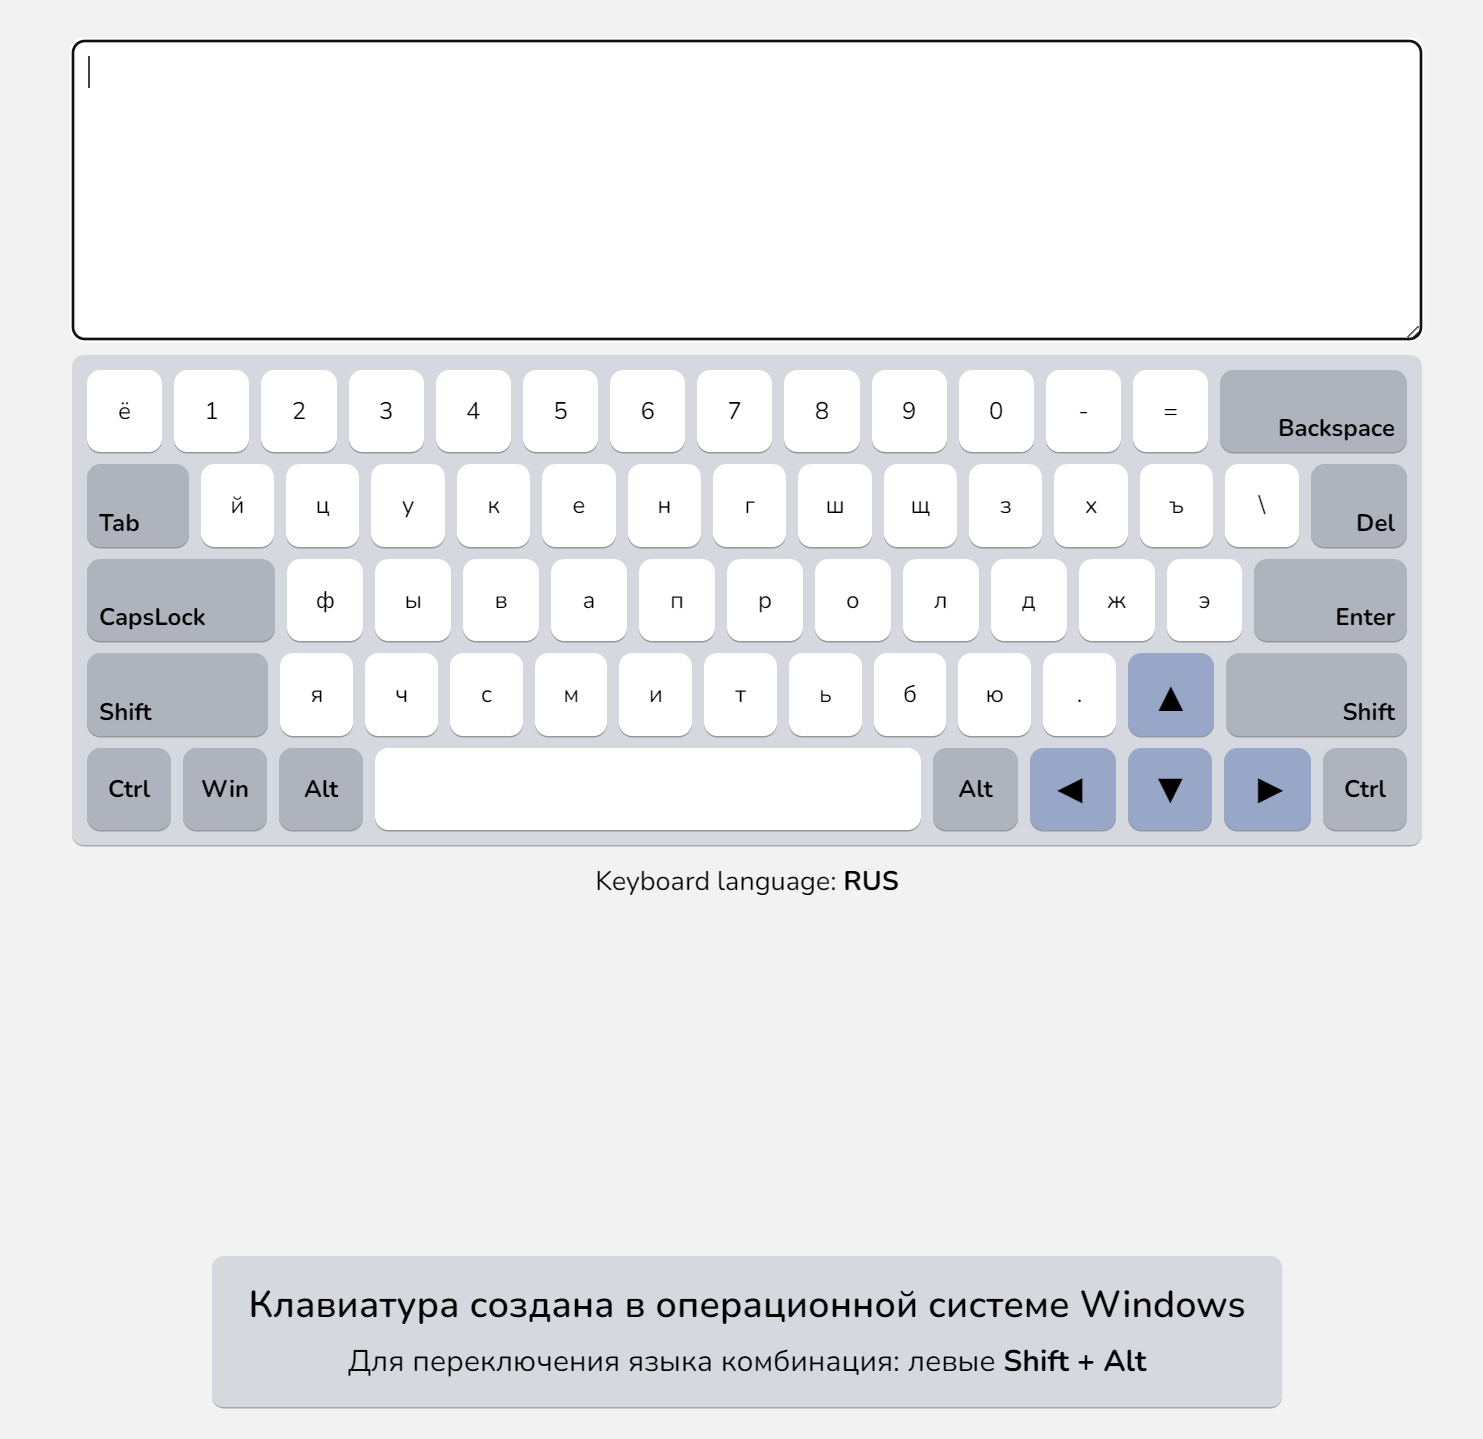 ё 1 2 3 4 5 6 7 8 9 0 - = Backspace
Tab й ц у к е н г ш щ з х ъ \ Del
CapsLock ф ы в а п р о л д ж э Enter
Shift я ч с м и т ь б ю . ▲ Shift
Ctrl Win Alt Alt ◀ ▼ ▶ Ctrl
Keyboard language: RUS
Клавиатура создана в операционной системе Windows
Для переключения языка комбинация: левые Shift + Alt